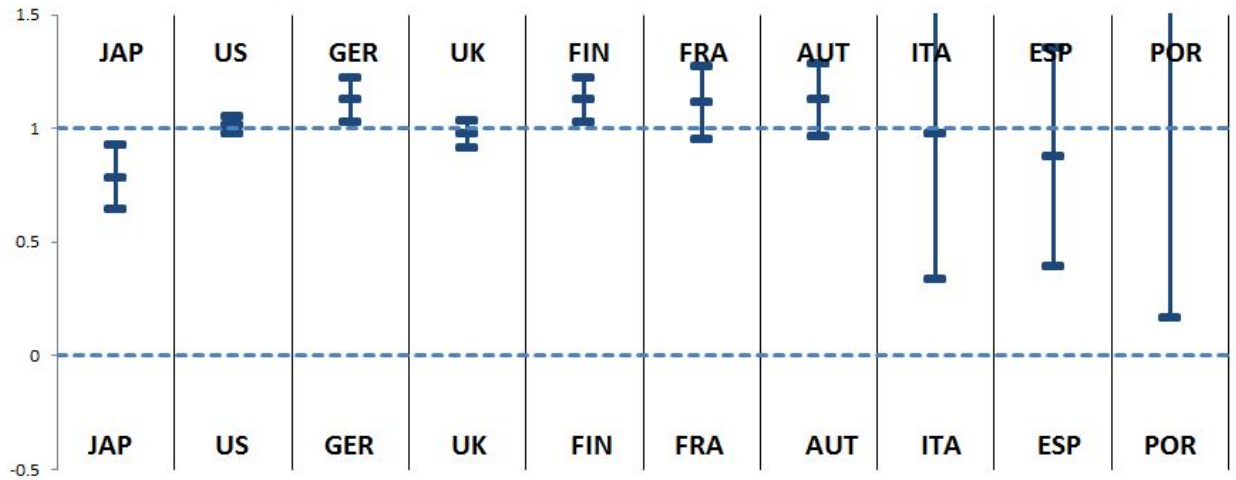 1.5
JAP US GER UK FIN FRA AUT ITA ESP POR
1
0.5
0
JAP US GER UK FIN FRA AUT ITA ESP POR
-0.5